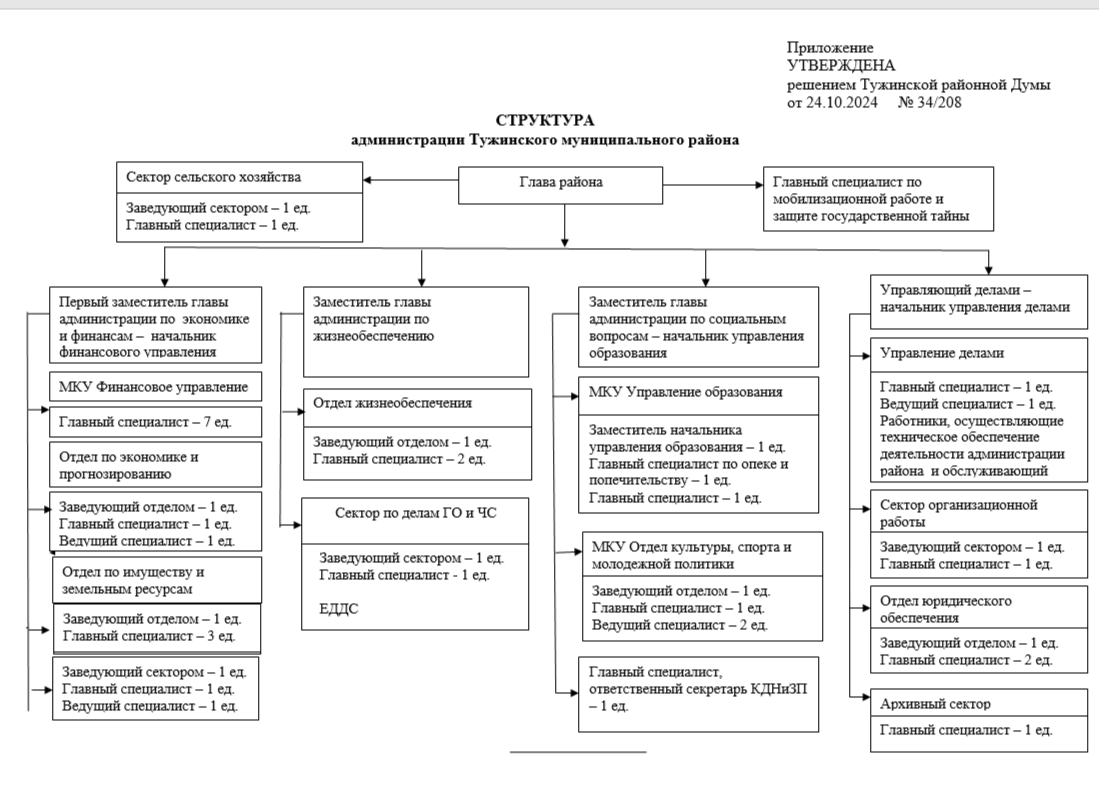 Приложение
УТВЕРЖДЕНА
решением Тужинской районной Думы
от 24.10.2024 № 34/208
СТРУКТУРА
администрации Тужинского муниципального района
Сектор сельского хозяйства
Заведующий сектором – 1 ед.
Главный специалист – 1 ед.
Глава района
Главный специалист по
мобилизационной работе и
защите государственной тайны
Первый заместитель главы
администрации по экономике
и финансам – начальник
финансового управления
МКУ Финансовое управление
Главный специалист – 7 ед.
Отдел по экономике и
прогнозированию
Заведующий отделом – 1 ед.
Главный специалист – 1 ед.
Ведущий специалист – 1 ед.
Отдел по имуществу и
земельным ресурсам
Заведующий отделом – 1 ед.
Главный специалист – 3 ед.
Заведующий сектором – 1 ед.
Главный специалист – 1 ед.
Ведущий специалист – 1 ед.
Заместитель главы
администрации по
жизнеобеспечению
Отдел жизнеобеспечения
Заведующий отделом – 1 ед.
Главный специалист – 2 ед.
Сектор по делам ГО и ЧС
Заведующий сектором – 1 ед.
Главный специалист - 1 ед.
ЕДДС
Заместитель главы
администрации по социальным
вопросам – начальник управления
образования
МКУ Управление образования
Заместитель начальника
управления образования – 1 ед.
Главный специалист по опеке и
попечительству – 1 ед.
Главный специалист – 1 ед.
МКУ Отдел культуры, спорта и
молодежной политики
Заведующий отделом – 1 ед.
Главный специалист – 1 ед.
Ведущий специалист – 2 ед.
Главный специалист,
ответственный секретарь КДНиЗП
– 1 ед.
Управляющий делами –
начальник управления делами
Управление делами
Главный специалист – 1 ед.
Ведущий специалист – 1 ед.
Работники, осуществляющие
техническое обеспечение
деятельности администрации
района и обслуживающий
Сектор организационной
работы
Заведующий сектором – 1 ед.
Главный специалист – 1 ед.
Отдел юридического
обеспечения
Заведующий отделом – 1 ед.
Главный специалист – 2 ед.
Архивный сектор
Главный специалист – 1 ед.